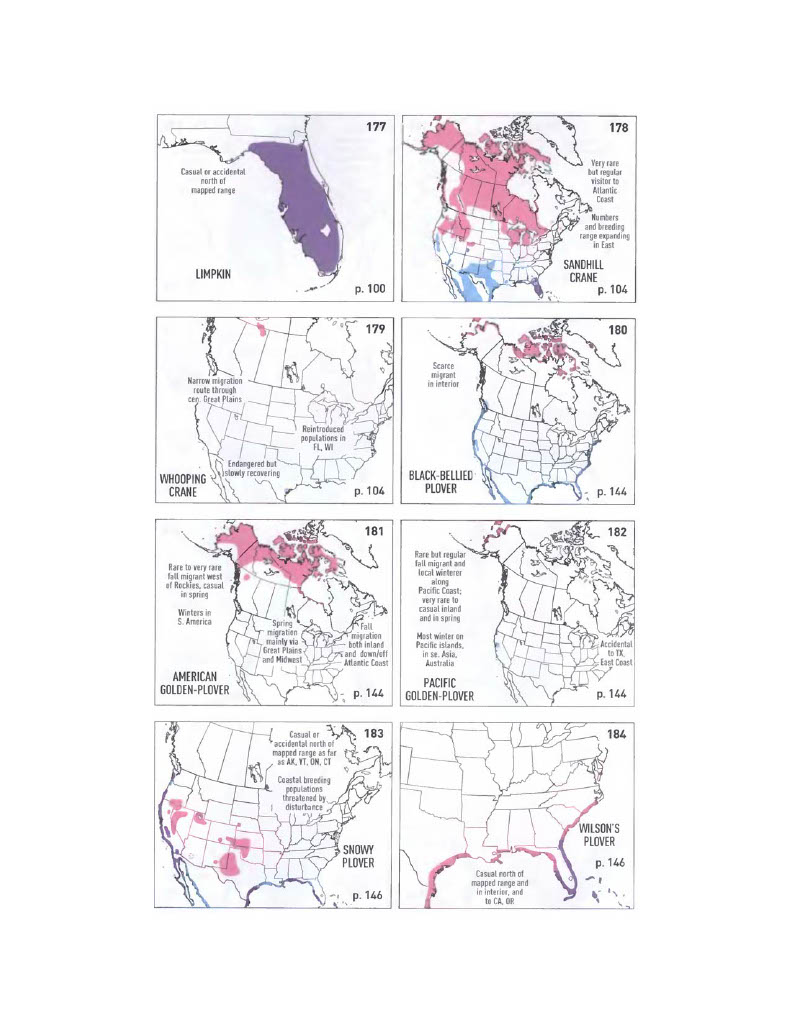 177
Casual or accidental
north of
mapped range
LIMPKIN
p. 100
178
Very rare
but regular
visitor to
Atlantic
Coast
Numbers
and breeding
range expanding
in East
SANDHILL
CRANE
p. 104
179
Narrow migration
route through
cen. Great Plains
Reintroduced
populations in
FL, WI
Endangered but
slowly recovering
WHOOPING
CRANE
p. 104
180
Scarce
migrant
in interior
BLACK-BELLIED
PLOVER
p. 144
181
Rare to very rare
fall migrant west
of Rockies, casual
in spring
Winters in
S. America
Spring
migration
mainly via
Great Plains
and Midwest
Fall
migration
both inland
and down/off
Atlantic Coast
AMERICAN
GOLDEN-PLOVER
p. 144
182
Rare but regular
fall migrant and
local winterer
along
Pacific Coast;
very rare to
casual inland
and in spring
Most winter on
Pacific islands,
in se. Asia,
Australia
Accidental
to TX,
East Coast
PACIFIC
GOLDEN-PLOVER
p. 144
183
Casual or
accidental north of
mapped range as far
as AK, VT, ON, CT
Coastal breeding
populations
threatened by
disturbance
SNOWY
PLOVER
p. 146
184
WILSON'S
PLOVER
p. 146
Casual north of
mapped range and
in interior, and
to CA, OR